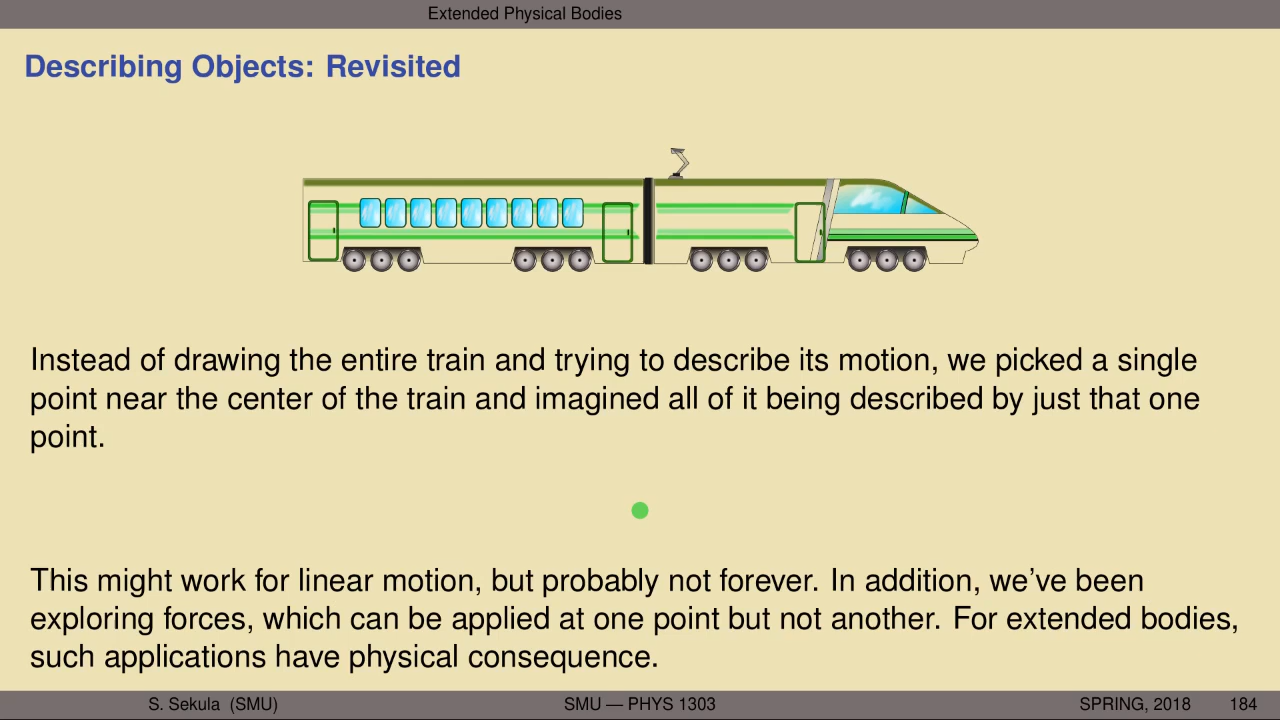 Extended Physical Bodies
Describing Objects: Revisited
Instead of drawing the entire train and trying to describe its motion, we picked a single
point near the center of the train and imagined all of it being described by just that one
point.
This might work for linear motion, but probably not forever. In addition, we've been
exploring forces, which can be applied at one point but not another. For extended bodies,
such applications have physical consequence.
S. Sekula (SMU) SMU — PHYS 1303 SPRING, 2018 184